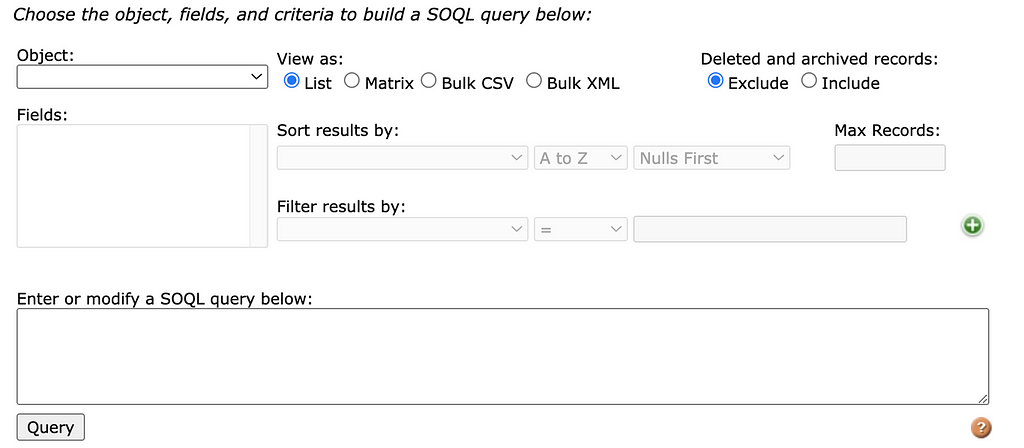 Choose the object, fields, and criteria to build a SOQL query below:
Object:
View as:
Deleted and archived records:
List Matrix Bulk CSV Bulk XML
Exclude Include
Fields:
Sort results by:
Max Records:
A to Z
Nulls First
Filter results by:
=
Enter or modify a SOQL query below:
Query
?